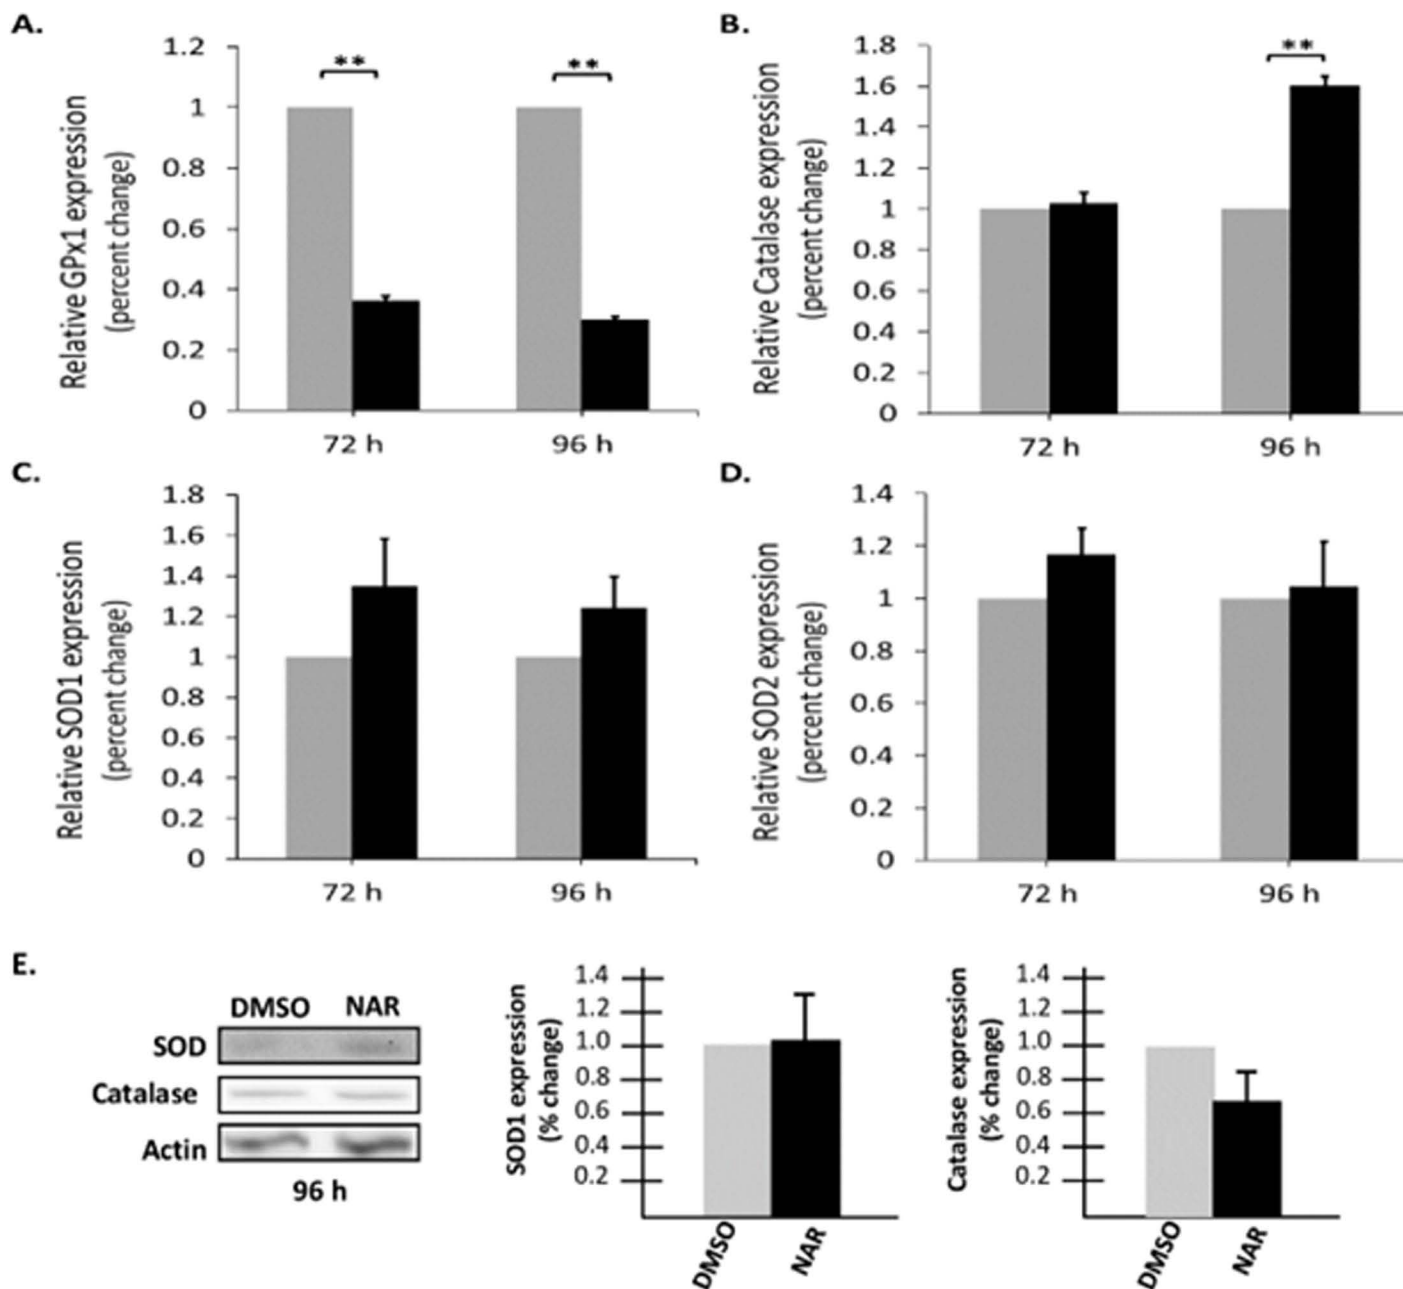 A.
Relative GPx1 expression
(percent change)
1.2
1
0.8
0.6
0.4
0.2
0
**
**
72 h
96 h
B.
Relative Catalase expression
(percent change)
1.8
1.6
1.4
1.2
1
0.8
0.6
0.4
0.2
0
**
72 h
96 h
C.
Relative SOD1 expression
(percent change)
1.8
1.6
1.4
1.2
1
0.8
0.6
0.4
0.2
0
72 h
96 h
D.
Relative SOD2 expression
(percent change)
1.4
1.2
1
0.8
0.6
0.4
0.2
0
72 h
96 h
E.
DMSO NAR
SOD
Catalase
Actin
96 h
SOD1 expression
(% change)
1.4
1.2
1.0
0.8
0.6
0.4
0.2
DMSO
NAR
Catalase expression
(% change)
1.4
1.2
1.0
0.8
0.6
0.4
0.2
DMSO
NAR